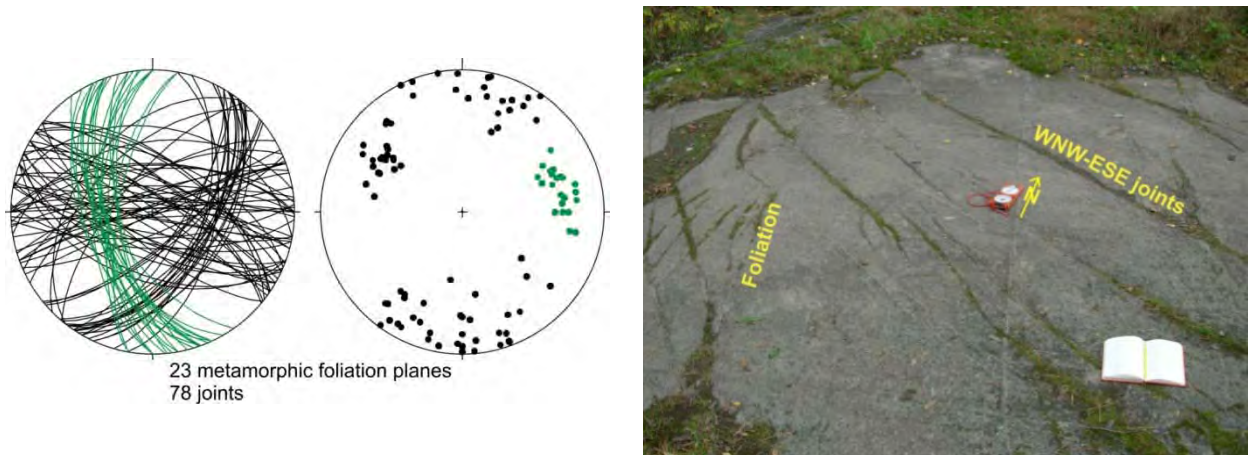 23 metamorphic foliation planes
78 joints
WNW-ESE joints
N
Foliation